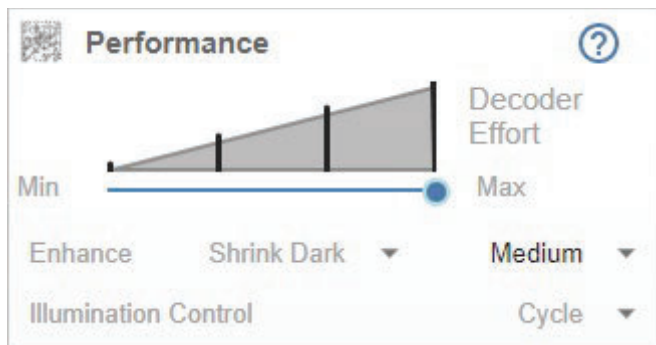 Performance
?
Decoder
Effort
Min Max
Enhance Shrink Dark Medium
Illumination Control Cycle